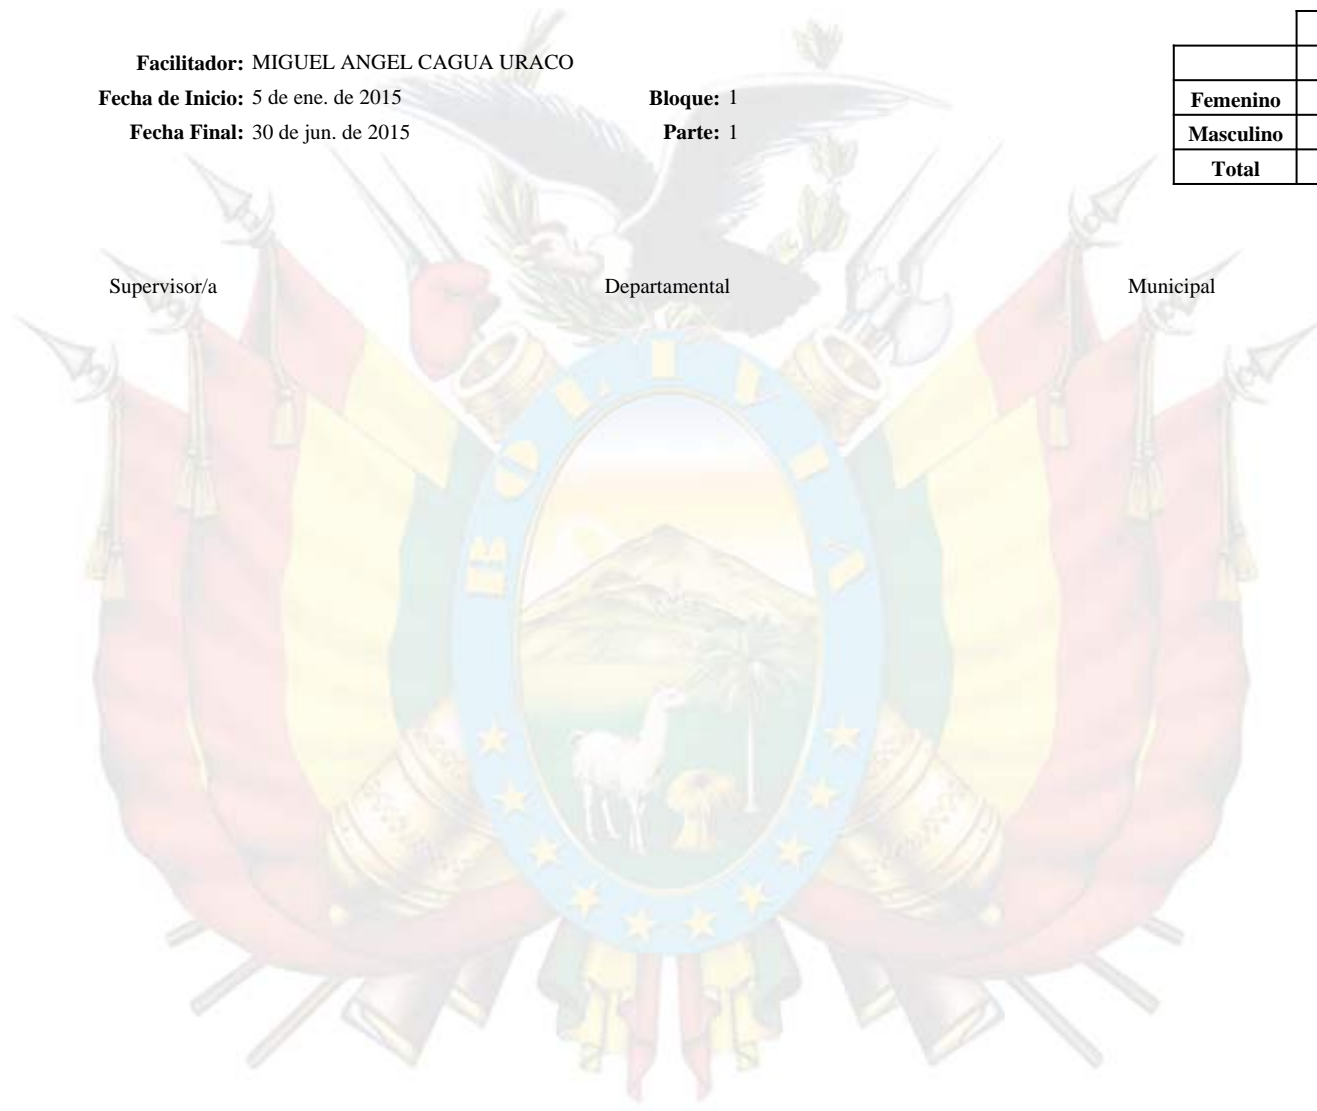 Facilitador: MIGUEL ANGEL CAGUA URACO
Fecha de Inicio: 5 de ene. de 2015 Bloque: 1
Fecha Final: 30 de jun. de 2015 Parte: 1
Femenino
Masculino
Total
Supervisor/a Departamental Municipal
BOLIVIA